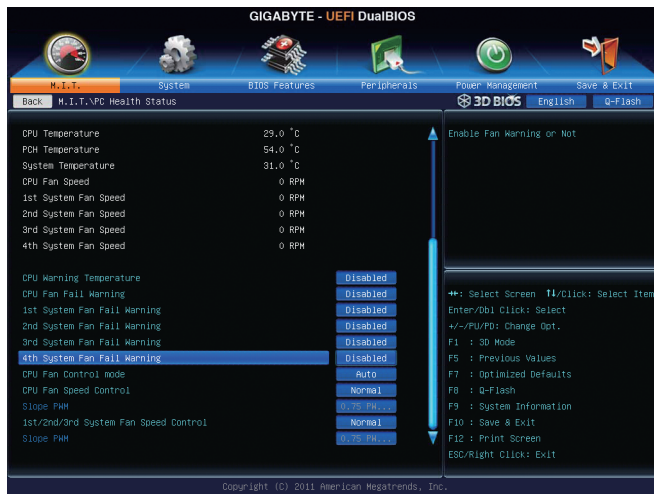 GIGABYTE - UEFI DualBIOS
M.I.T. System BIOS Features Peripherals Power Management Save & Exit
Back M.I.T.\PC Health Status 3D BIOS English Q-Flash
CPU Temperature 29.0 °C
Enable Fan Warning or Not
PCH Temperature 54.0 °C
System Temperature 31.0 °C
CPU Fan Speed 0 RPM
1st System Fan Speed 0 RPM
2nd System Fan Speed 0 RPM
3rd System Fan Speed 0 RPM
4th System Fan Speed 0 RPM
CPU Warning Temperature Disabled
CPU Fan Fail Warning Disabled
1st System Fan Fail Warning Disabled
2nd System Fan Fail Warning Disabled
3rd System Fan Fail Warning Disabled
4th System Fan Fail Warning Disabled
CPU Fan Control mode Auto
CPU Fan Speed Control Normal
Slope PWM 0.75 PW...
1st/2nd/3rd System Fan Speed Control Normal
Slope PWM 0.75 PW...
→←: Select Screen ↑↓/Click: Select Item
Enter/Dbl Click: Select
+/-/PU/PD: Change Opt.
F1 : 3D Mode
F5 : Previous Values
F7 : Optimized Defaults
F8 : Q-Flash
F9 : System Information
F10 : Save & Exit
F12 : Print Screen
ESC/Right Click: Exit
Copyright (C) 2011 American Megatrends, Inc.